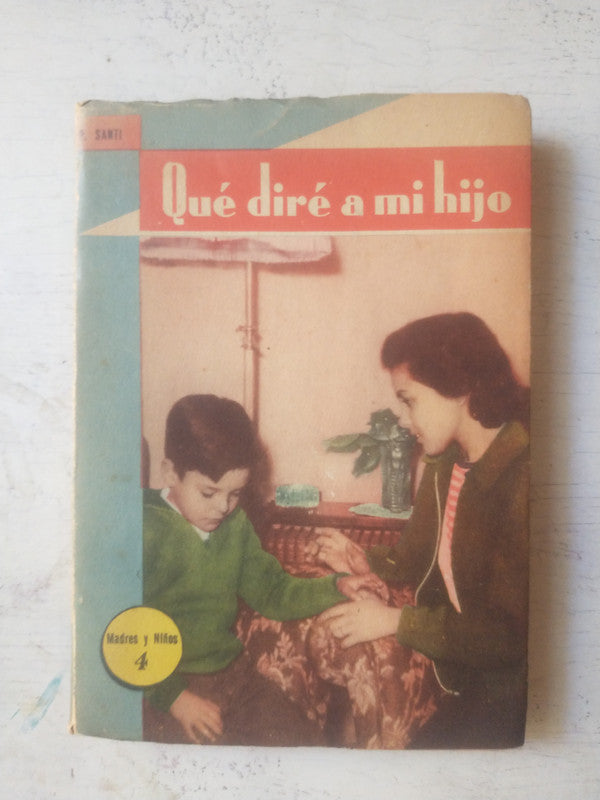 P. SANTI
Qué diré a mi hijo
Madres y Niños
4